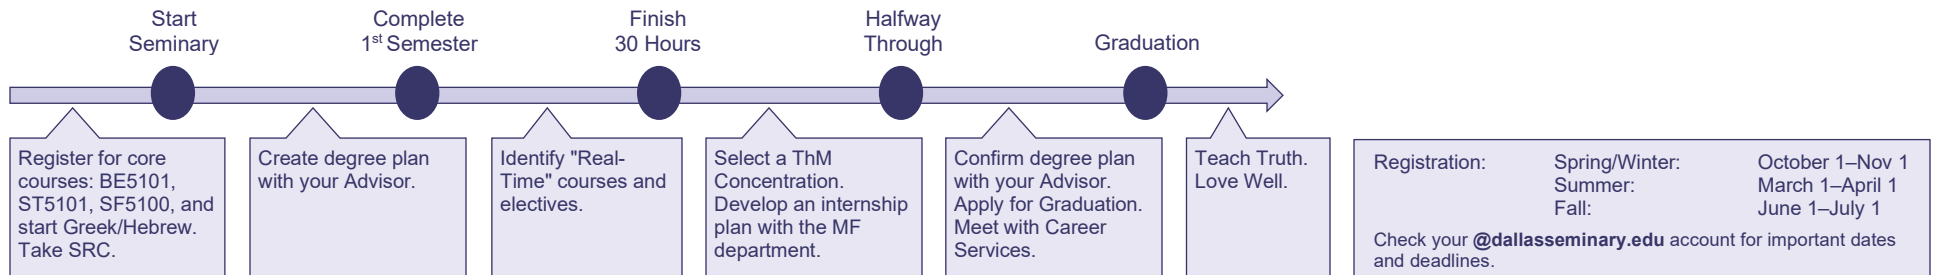 Start
Seminary
Complete
1st Semester
Finish
30 Hours
Halfway
Through
Graduation
Register for core
courses: BE5101,
ST5101, SF5100, and
start Greek/Hebrew.
Take SRC.
Create degree plan
with your Advisor.
Identify "Real-
Time" courses and
electives.
Select a ThM
Concentration.
Develop an internship
plan with the MF
department.
Confirm degree plan
with your Advisor.
Apply for Graduation.
Meet with Career
Services.
Teach Truth.
Love Well.
Registration: Spring/Winter: October 1–Nov 1
Summer: March 1–April 1
Fall: June 1–July 1
Check your @dallasseminary.edu account for important dates
and deadlines.